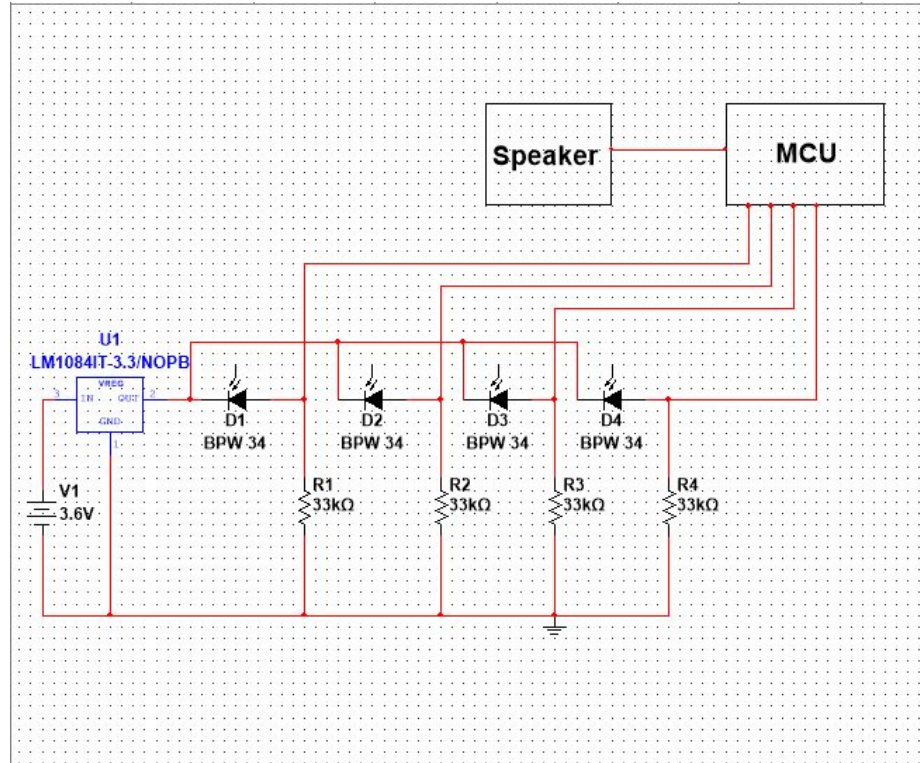 Speaker
MCU
U1
LM1084IT-3.3/NOPB
VREG
3 IN OUT 2
GND
1
D1
BPW 34
D2
BPW 34
D3
BPW 34
D4
BPW 34
V1
3.6V
R1
33kΩ
R2
33kΩ
R3
33kΩ
R4
33kΩ